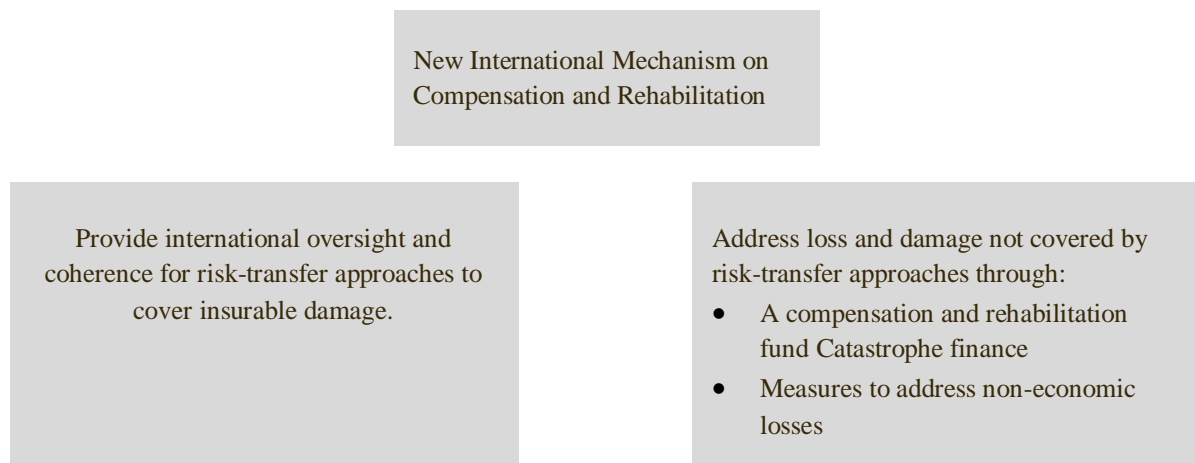 New International Mechanism on
Compensation and Rehabilitation
Provide international oversight and
coherence for risk-transfer approaches to
cover insurable damage.
Address loss and damage not covered by
risk-transfer approaches through:
• A compensation and rehabilitation
fund Catastrophe finance
• Measures to address non-economic
losses